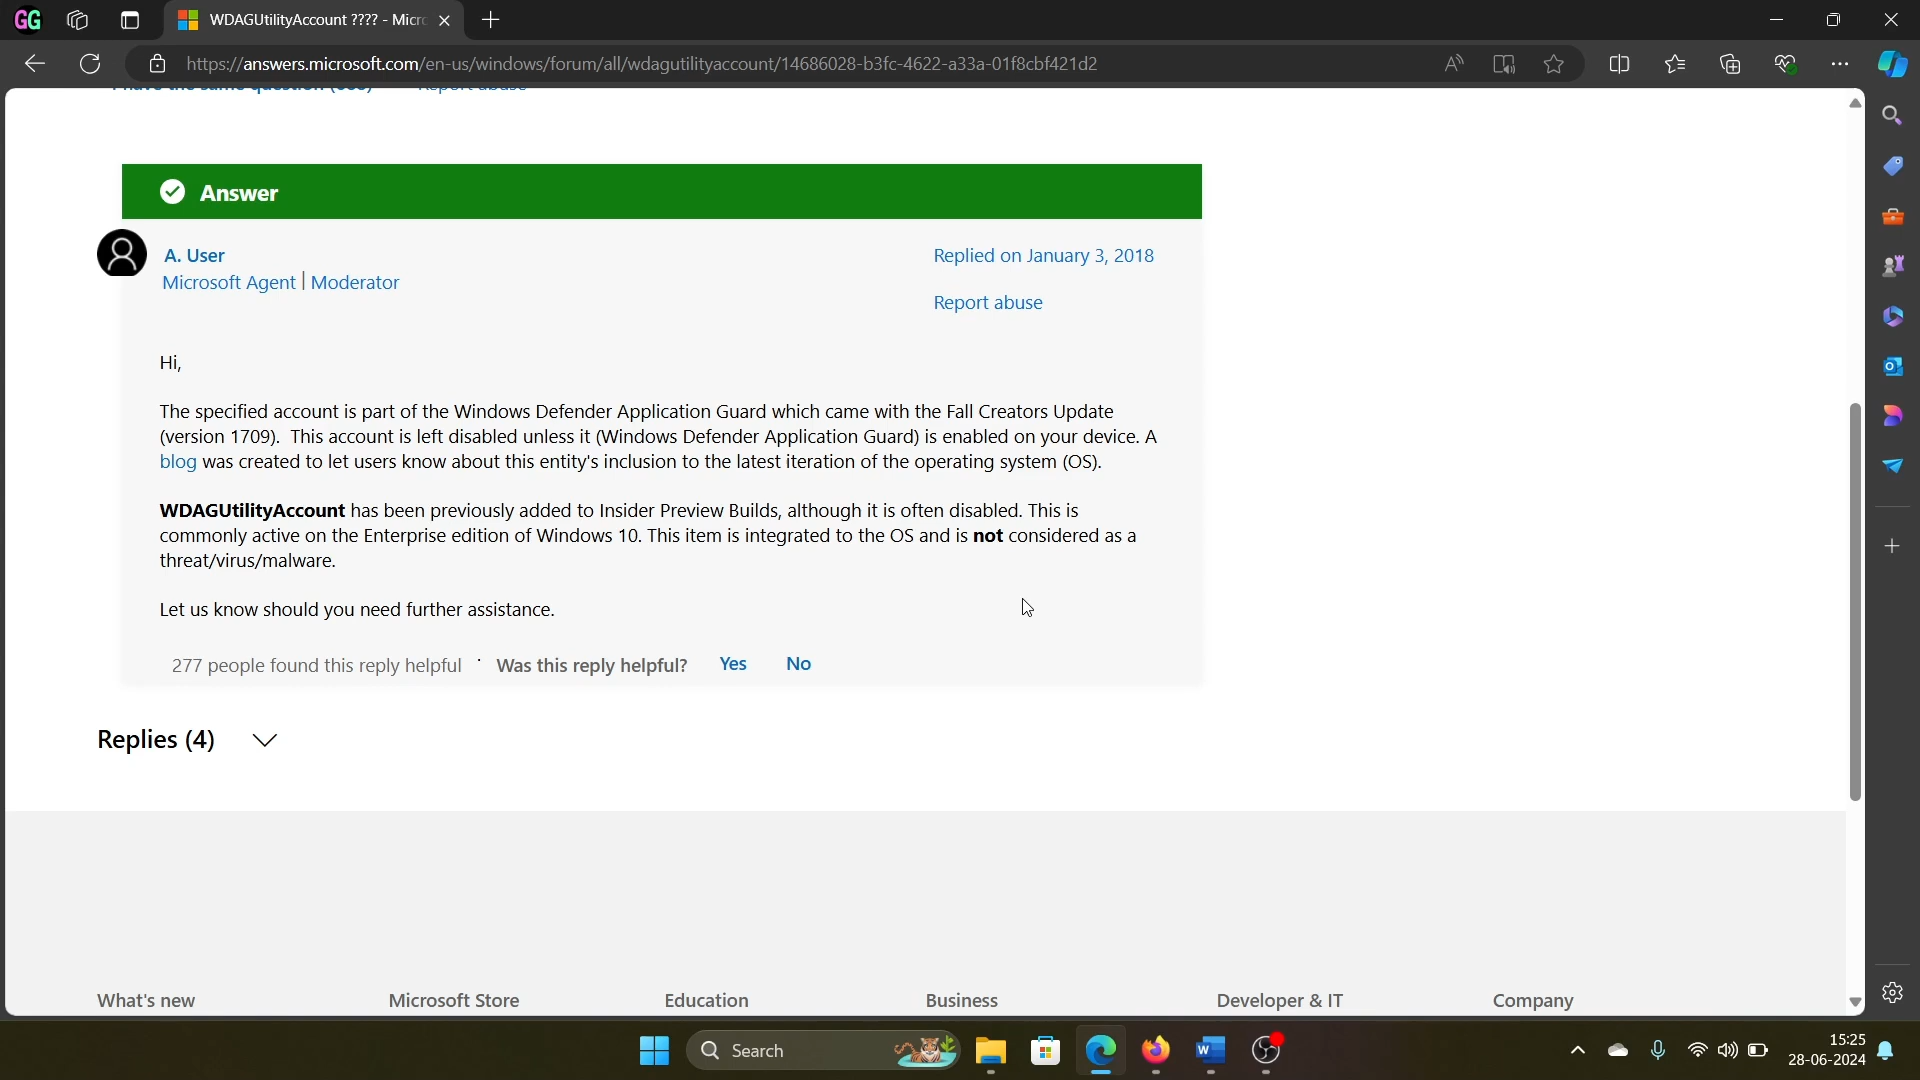 GG
WDAGUtilityAccount ???? - Micr
https://answers.microsoft.com/en-us/windows/forum/all/wdagutilityaccount/14686028-b3fc-4622-a33a-01f8cbf421d2
Answer
A. User
Replied on January 3, 2018
Microsoft Agent | Moderator
Report abuse
Hi,
The specified account is part of the Windows Defender Application Guard which came with the Fall Creators Update
(version 1709).  This account is left disabled unless it (Windows Defender Application Guard) is enabled on your device. A
blog was created to let users know about this entity's inclusion to the latest iteration of the operating system (OS).
WDAGUtilityAccount has been previously added to Insider Preview Builds, although it is often disabled. This is
commonly active on the Enterprise edition of Windows 10. This item is integrated to the OS and is not considered as a
threat/virus/malware.
Let us know should you need further assistance.
277 people found this reply helpful · Was this reply helpful? Yes No
Replies (4)
What's new Microsoft Store Education Business Developer & IT Company
Search
15:25
28-06-2024